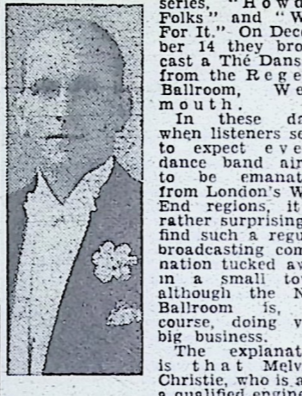 series, "Howd
Folks" and "W
For It." On Dece
ber 14 they bro
cast a Thé Dans
from the Rege
Ballroom, We
mouth.
In these da
when listeners se
to expect eve
dance band air
to be emanat
from London's W
End regions, it
rather surprising
find such a regu
broadcasting com
nation tucked aw
in a small to
although the N
Ballroom is,
course, doing v
big business.
The explanat
is that Melv
Christie, who is a
a qualified engine